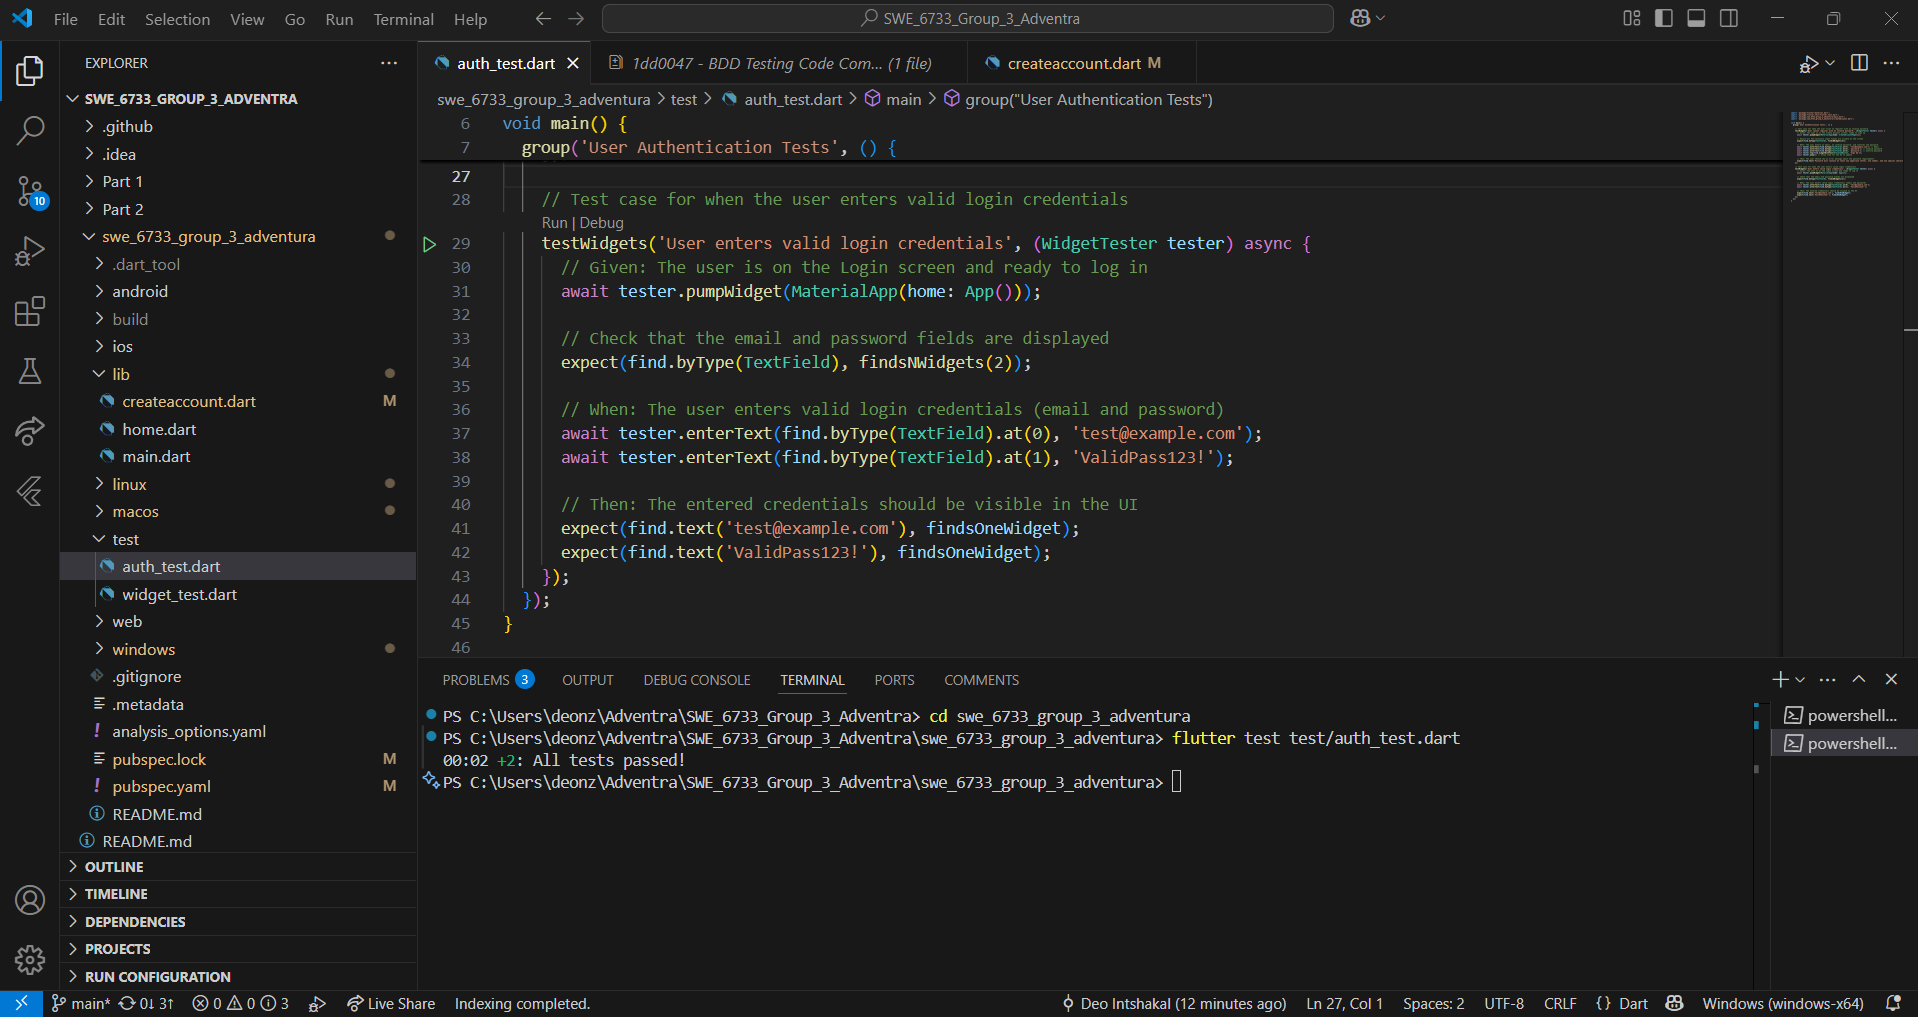 File Edit Selection View Go Run Terminal Help
SWE_6733_Group_3_Adventra
EXPLORER
SWE_6733_GROUP_3_ADVENTRA
.github
.idea
Part 1
Part 2
swe_6733_group_3_adventura
.dart_tool
android
build
ios
lib
createaccount.dart M
home.dart
main.dart
linux
macos
test
auth_test.dart
widget_test.dart
web
windows
.gitignore
.metadata
analysis_options.yaml
pubspec.lock M
pubspec.yaml M
README.md
README.md
OUTLINE
TIMELINE
DEPENDENCIES
PROJECTS
RUN CONFIGURATION
10
auth_test.dart
1dd0047 - BDD Testing Code Com... (1 file)
createaccount.dart M
swe_6733_group_3_adventura > test > auth_test.dart > main > group("User Authentication Tests")
6 void main() {
7 group('User Authentication Tests', () {
27
28 // Test case for when the user enters valid login credentials
Run | Debug
29 testWidgets('User enters valid login credentials', (WidgetTester tester) async {
30 // Given: The user is on the Login screen and ready to log in
31 await tester.pumpWidget(MaterialApp(home: App()));
32
33 // Check that the email and password fields are displayed
34 expect(find.byType(TextField), findsNWidgets(2));
35
36 // When: The user enters valid login credentials (email and password)
37 await tester.enterText(find.byType(TextField).at(0), 'test@example.com');
38 await tester.enterText(find.byType(TextField).at(1), 'ValidPass123!');
39
40 // Then: The entered credentials should be visible in the UI
41 expect(find.text('test@example.com'), findsOneWidget);
42 expect(find.text('ValidPass123!'), findsOneWidget);
43 });
44 });
45 }
46
PROBLEMS 3 OUTPUT DEBUG CONSOLE TERMINAL PORTS COMMENTS
PS C:\Users\deonz\Adventra\SWE_6733_Group_3_Adventra> cd swe_6733_group_3_adventura
PS C:\Users\deonz\Adventra\SWE_6733_Group_3_Adventra\swe_6733_group_3_adventura> flutter test test/auth_test.dart
00:02 +2: All tests passed!
PS C:\Users\deonz\Adventra\SWE_6733_Group_3_Adventra\swe_6733_group_3_adventura>
powershell...
powershell...
main* 0↓ 3↑ 0 0 3 Live Share Indexing completed.
Deo Intshakal (12 minutes ago) Ln 27, Col 1 Spaces: 2 UTF-8 CRLF {} Dart Windows (windows-x64)